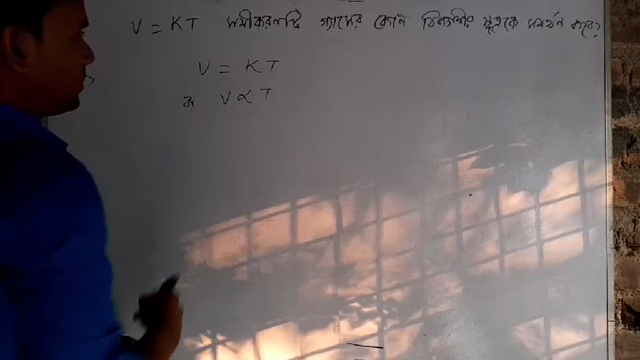 V = KT সমীকরণটি গ্যাসের কোন বিজ্ঞানীর সূত্রকে সমর্থন করে?
V = KT
বা V ∝ T